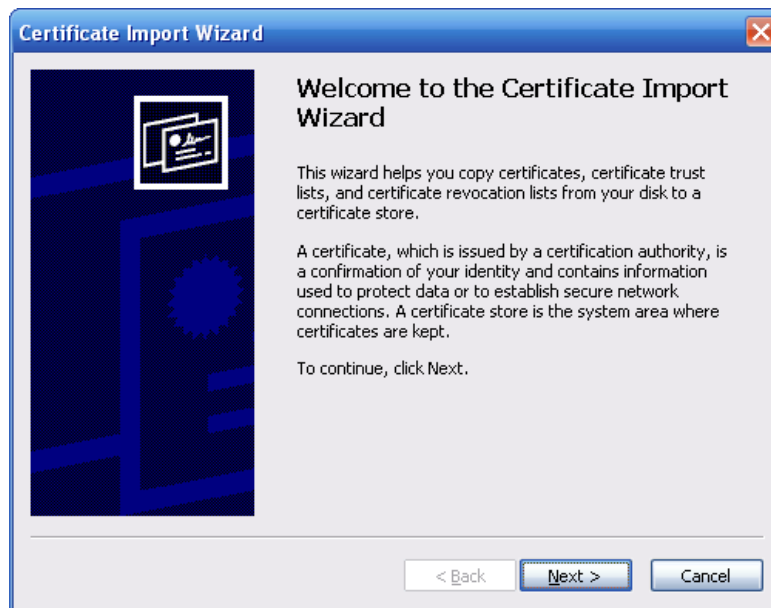 Certificate Import Wizard
Welcome to the Certificate Import
Wizard
This wizard helps you copy certificates, certificate trust
lists, and certificate revocation lists from your disk to a
certificate store.
A certificate, which is issued by a certification authority, is
a confirmation of your identity and contains information
used to protect data or to establish secure network
connections. A certificate store is the system area where
certificates are kept.
To continue, click Next.
< Back Next > Cancel